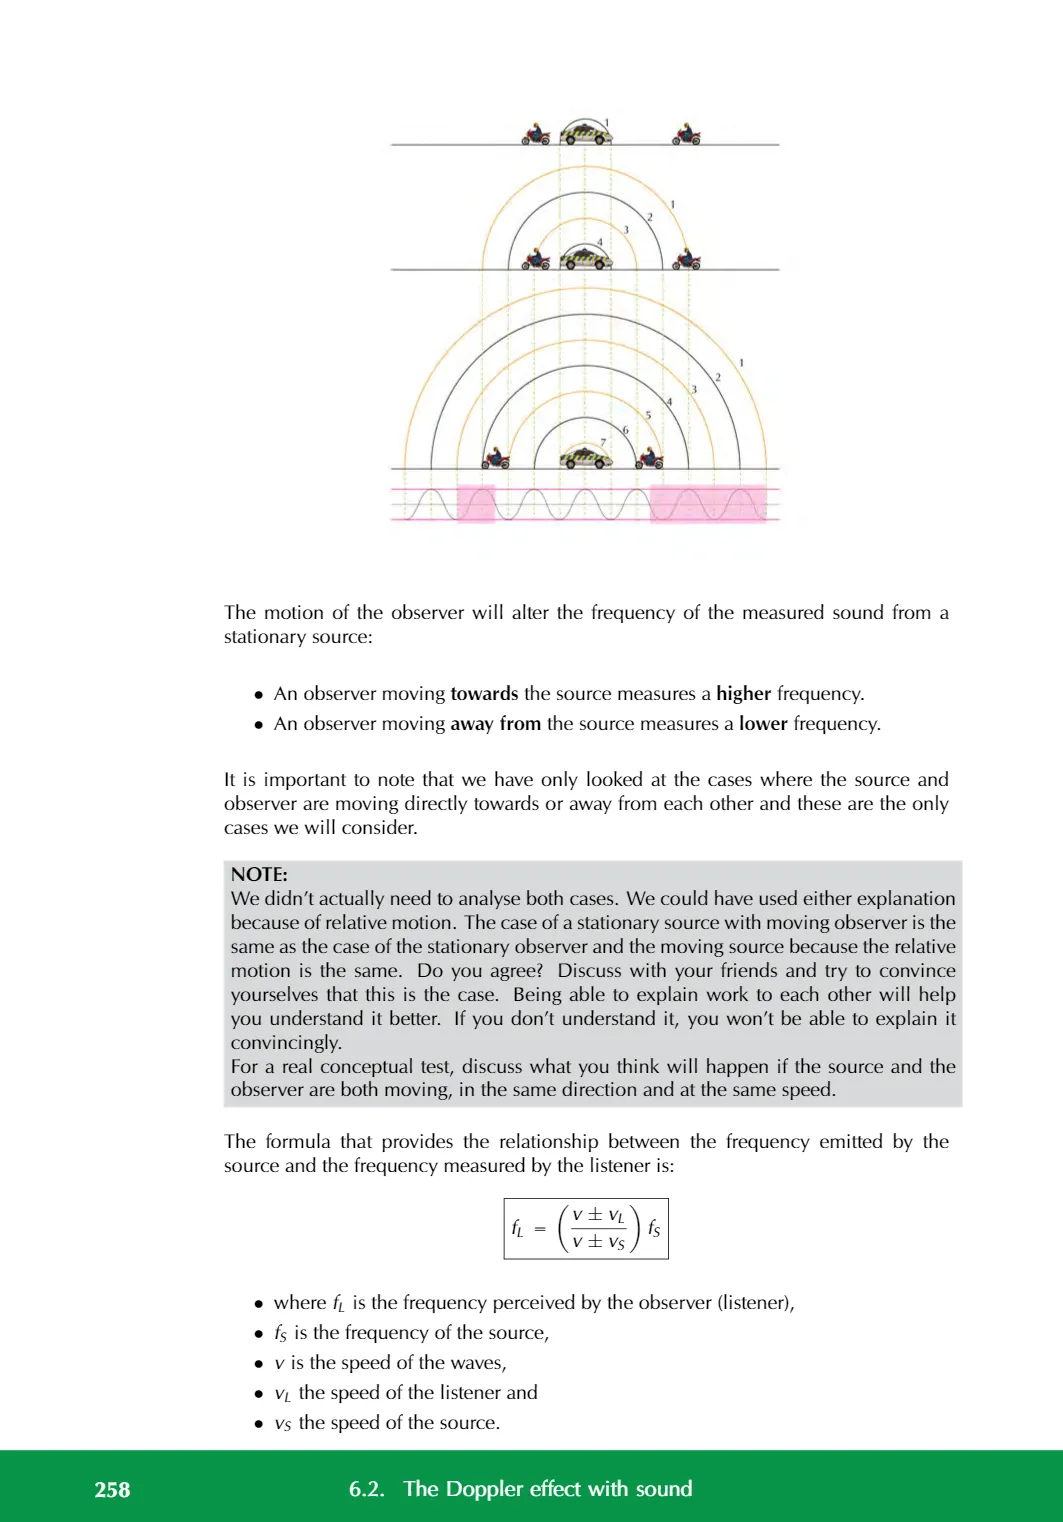 1
1
2
3
4
1
2
3
4
5
6
7
The motion of the observer will alter the frequency of the measured sound from a
stationary source:
• An observer moving towards the source measures a higher frequency.
• An observer moving away from the source measures a lower frequency.
It is important to note that we have only looked at the cases where the source and
observer are moving directly towards or away from each other and these are the only
cases we will consider.
NOTE:
We didn't actually need to analyse both cases. We could have used either explanation
because of relative motion. The case of a stationary source with moving observer is the
same as the case of the stationary observer and the moving source because the relative
motion is the same. Do you agree? Discuss with your friends and try to convince
yourselves that this is the case. Being able to explain work to each other will help
you understand it better. If you don't understand it, you won't be able to explain it
convincingly.
For a real conceptual test, discuss what you think will happen if the source and the
observer are both moving, in the same direction and at the same speed.
The formula that provides the relationship between the frequency emitted by the
source and the frequency measured by the listener is:
f_L = ( (v ± v_L) / (v ± v_S) ) f_S
• where f_L is the frequency perceived by the observer (listener),
• f_S is the frequency of the source,
• v is the speed of the waves,
• v_L the speed of the listener and
• v_S the speed of the source.
258 6.2. The Doppler effect with sound